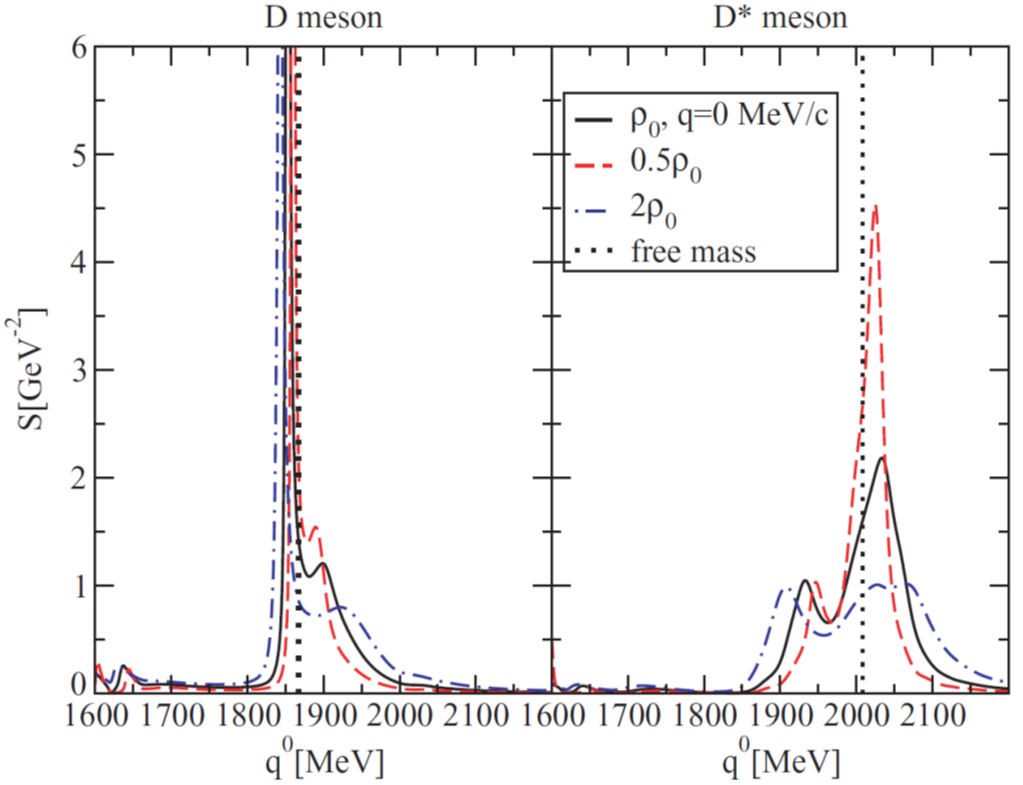 D meson
D* meson
6
5
4
3
2
1
0
S[GeV⁻²]
ρ₀, q=0 MeV/c
0.5ρ₀
2ρ₀
free mass
1600 1700 1800 1900 2000 2100 1600 1700 1800 1900 2000 2100
q⁰[MeV]
q⁰[MeV]